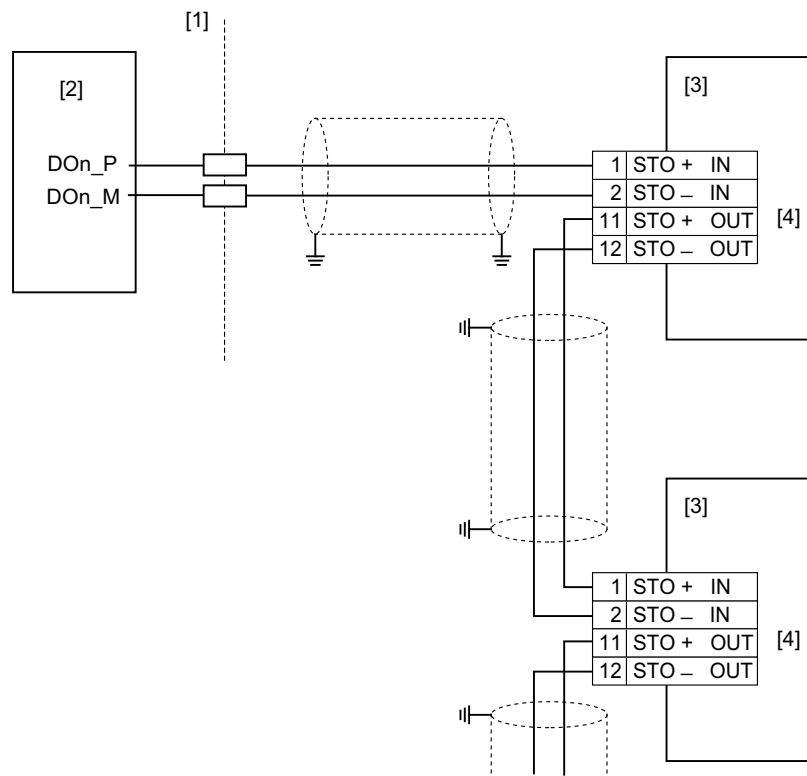 [1]
[2]
DOn_P
DOn_M
[3]
1 STO + IN
2 STO – IN
11 STO + OUT
12 STO – OUT
[4]
[3]
1 STO + IN
2 STO – IN
11 STO + OUT
12 STO – OUT
[4]